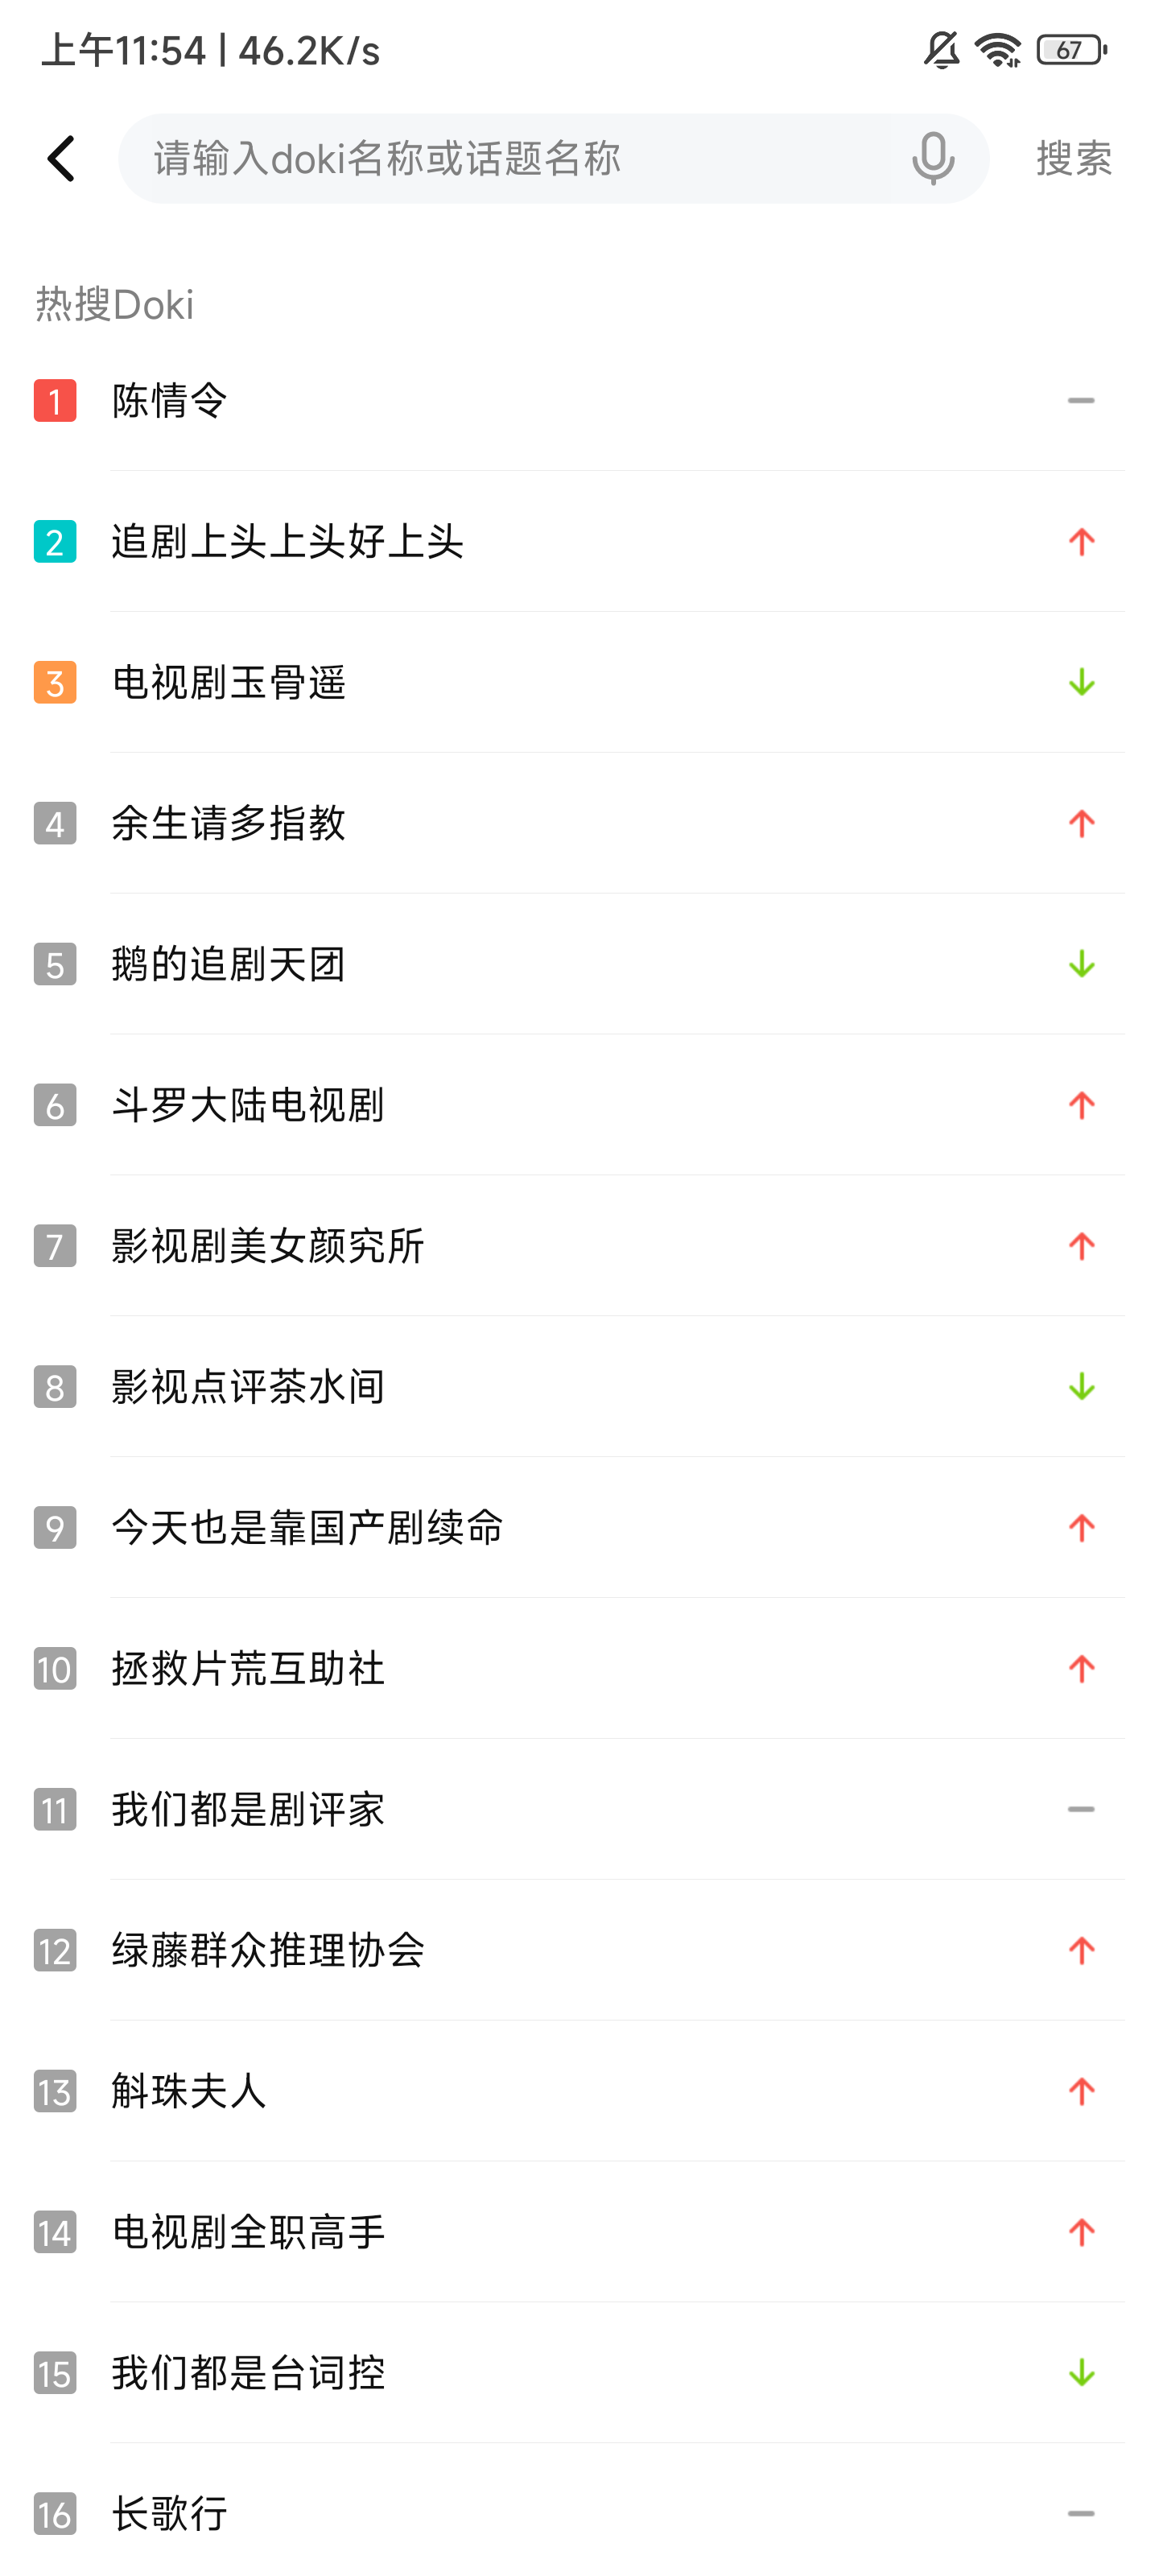 上午11:54 | 46.2K/s
67
请输入doki名称或话题名称
搜索
热搜Doki
1 陈情令
2 追剧上头上头好上头
3 电视剧玉骨遥
4 余生请多指教
5 鹅的追剧天团
6 斗罗大陆电视剧
7 影视剧美女颜究所
8 影视点评茶水间
9 今天也是靠国产剧续命
10 拯救片荒互助社
11 我们都是剧评家
12 绿藤群众推理协会
13 斛珠夫人
14 电视剧全职高手
15 我们都是台词控
16 长歌行